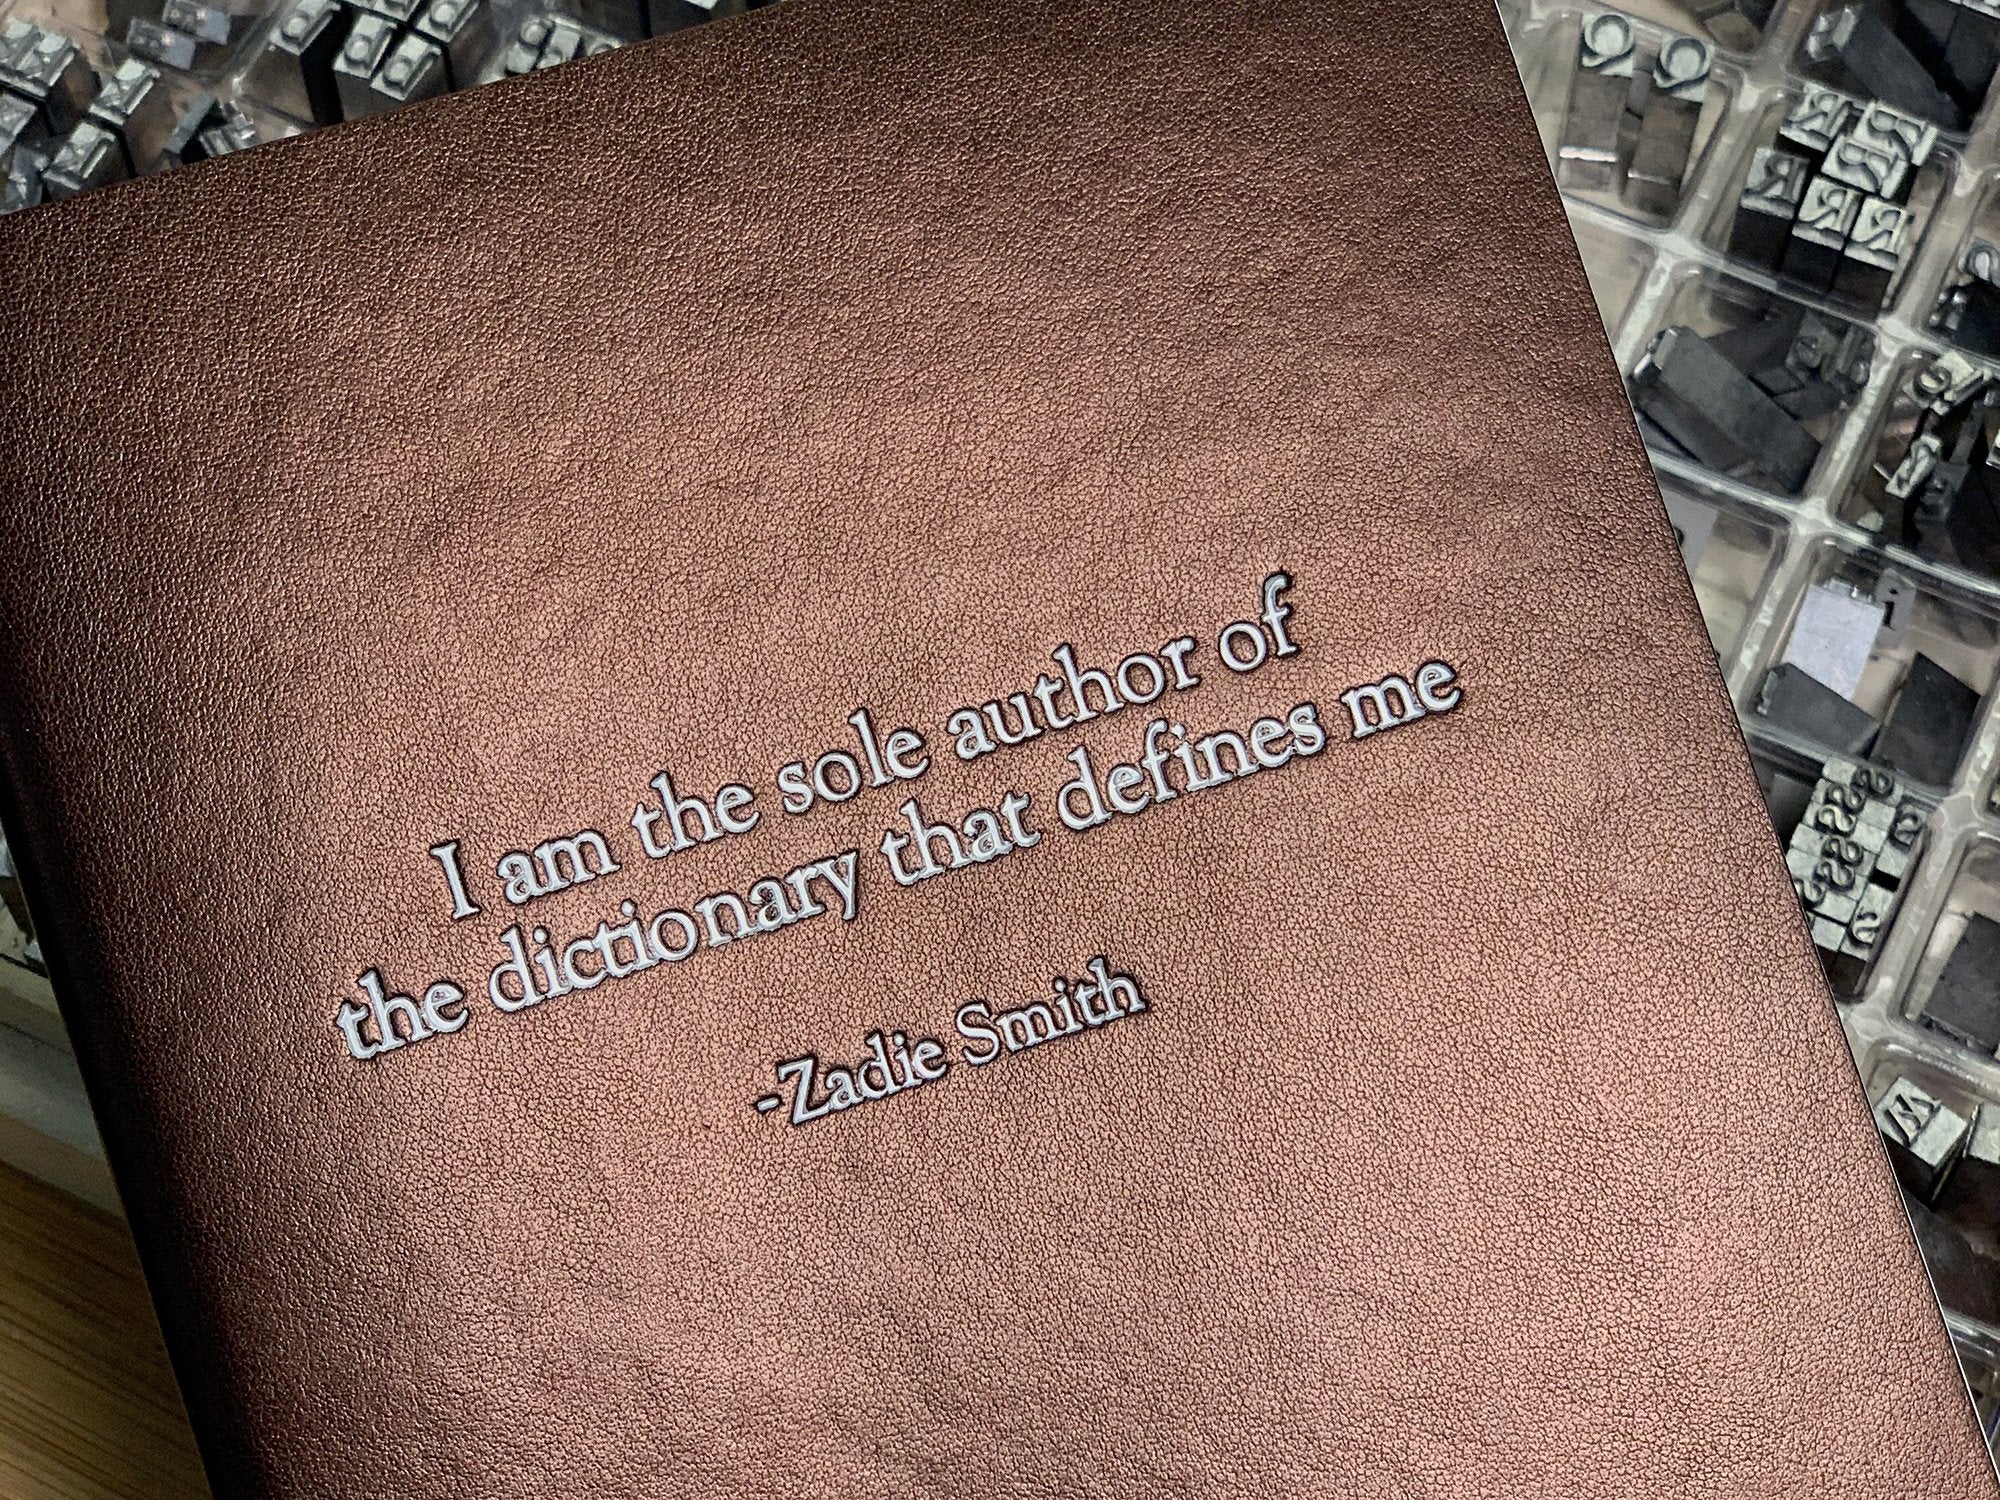 I am the sole author of
the dictionary that defines me
-Zadie Smith